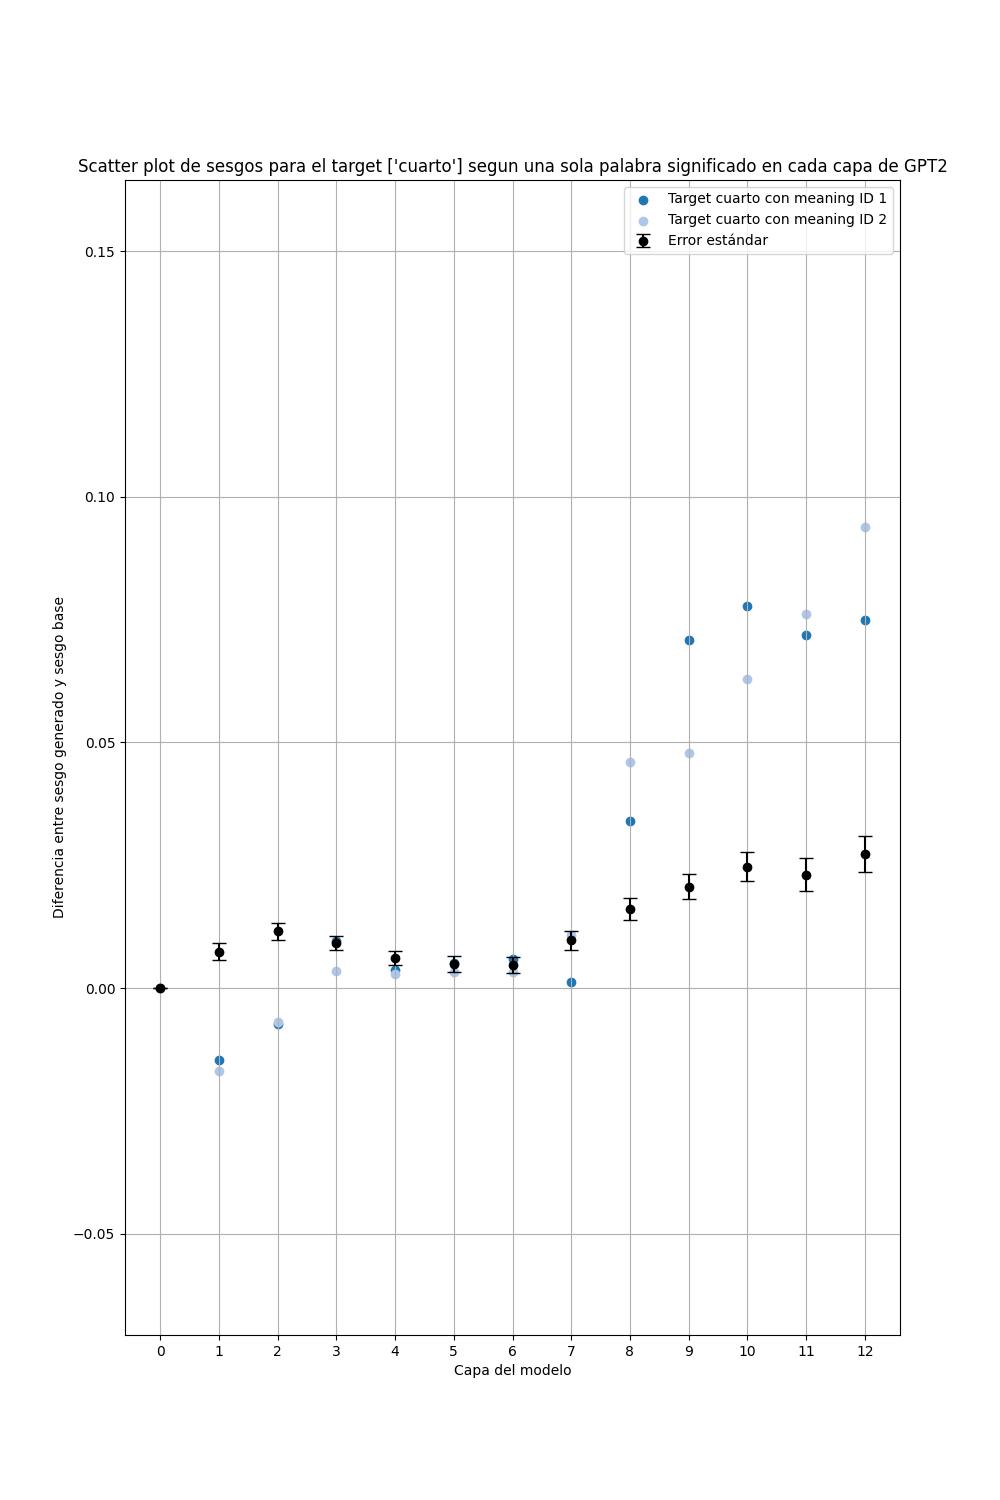 Scatter plot de sesgos para el target ['cuarto'] segun una sola palabra significado en cada capa de GPT2
Target cuarto con meaning ID 1
Target cuarto con meaning ID 2
Error estándar
0.15
0.10
0.05
0.00
−0.05
Diferencia entre sesgo generado y sesgo base
0 1 2 3 4 5 6 7 8 9 10 11 12
Capa del modelo